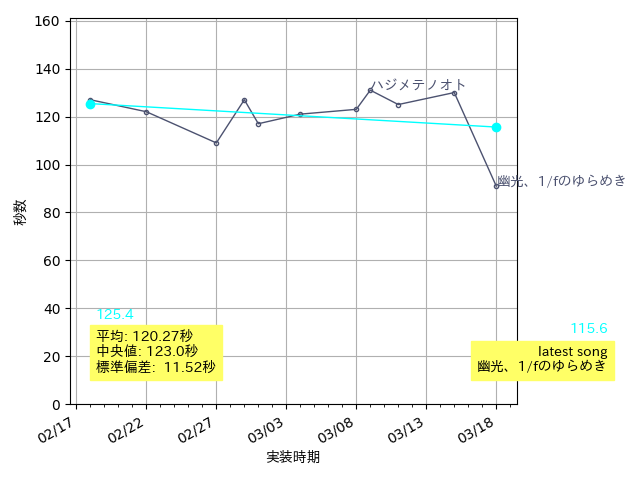 160
140
120
100
80
60
40
20
0
秒数
ハジメテノオト
幽光、1/fのゆらめき
125.4
115.6
平均: 120.27秒
中央値: 123.0秒
標準偏差: 11.52秒
latest song
幽光、1/fのゆらめき
02/17
02/22
02/27
03/03
03/08
03/13
03/18
実装時期